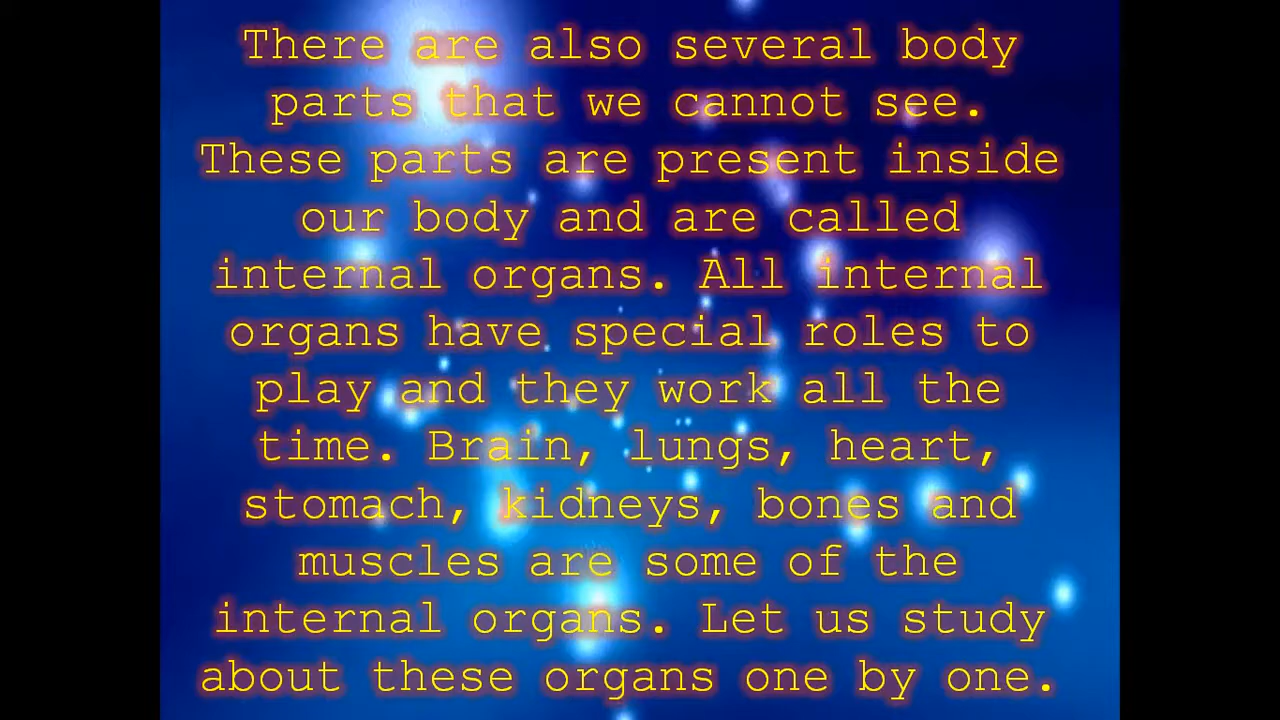 There are also several body
parts that we cannot see.
These parts are present inside
our body and are called
internal organs. All internal
organs have special roles to
play and they work all the
time. Brain, lungs, heart,
stomach, kidneys, bones and
muscles are some of the
internal organs. Let us study
about these organs one by one.